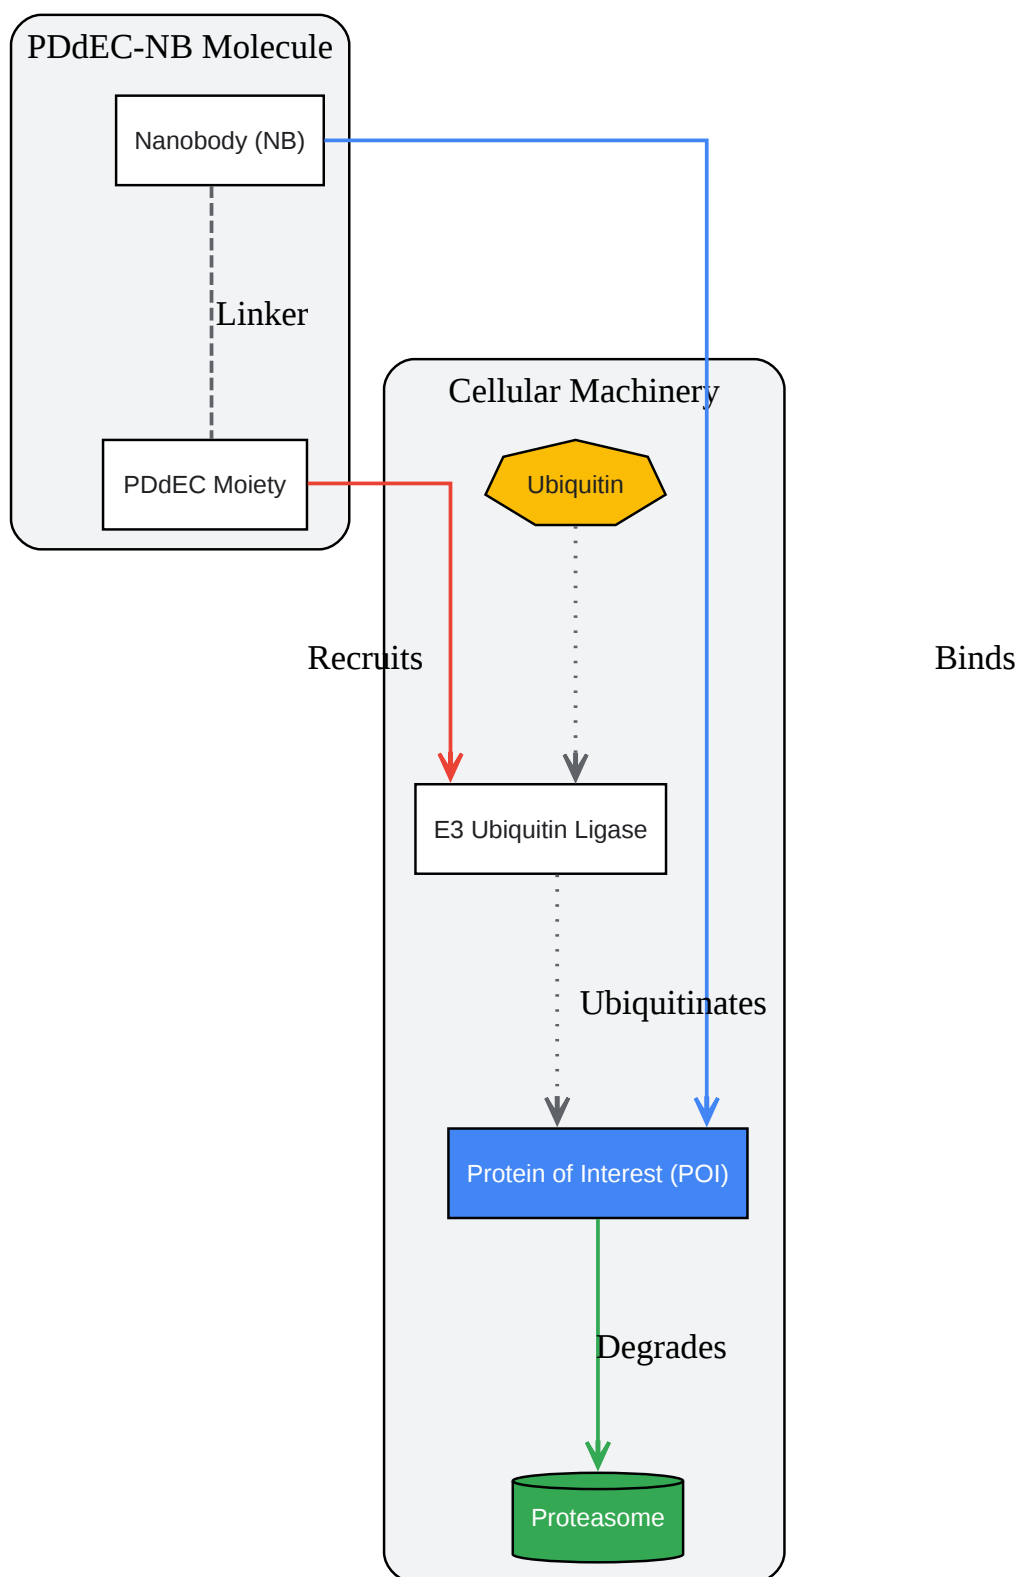 PDdEC-NB Molecule
Nanobody (NB)
Linker
Cellular Machinery
PDdEC Moiety
Ubiquitin
Recruits
Binds
E3 Ubiquitin Ligase
Ubiquitinates
Protein of Interest (POI)
Degrades
Proteasome